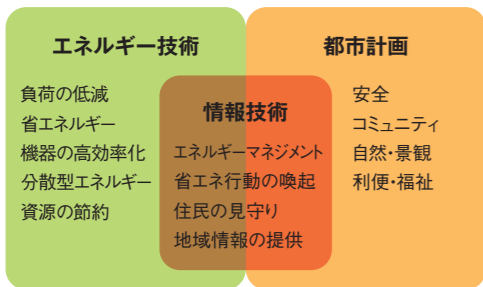 エネルギー技術
負荷の低減
省エネルギー
機器の高効率化
分散型エネルギー
資源の節約
情報技術
エネルギーマネジメント
省エネ行動の喚起
住民の見守り
地域情報の提供
都市計画
安全
コミュニティ
自然・景観
利便・福祉